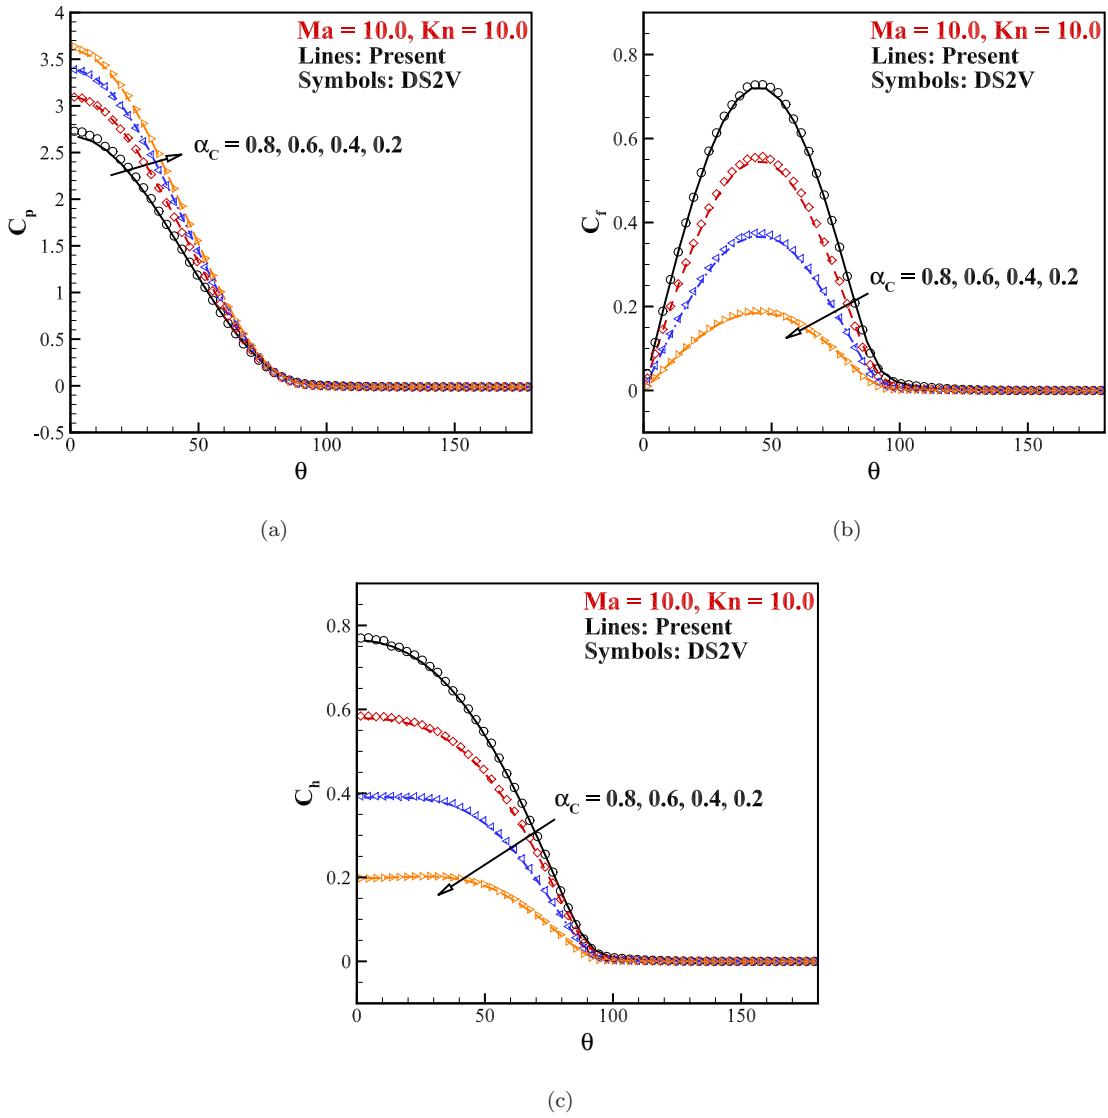 Ma = 10.0, Kn = 10.0
Lines: Present
Symbols: DS2V
α_C = 0.8, 0.6, 0.4, 0.2
C_p
4
3.5
3
2.5
2
1.5
1
0.5
0
-0.5
0 50 100 150
θ
(a)
Ma = 10.0, Kn = 10.0
Lines: Present
Symbols: DS2V
α_C = 0.8, 0.6, 0.4, 0.2
C_f
0.8
0.6
0.4
0.2
0
0 50 100 150
θ
(b)
Ma = 10.0, Kn = 10.0
Lines: Present
Symbols: DS2V
α_C = 0.8, 0.6, 0.4, 0.2
C_h
0.8
0.6
0.4
0.2
0
0 50 100 150
θ
(c)